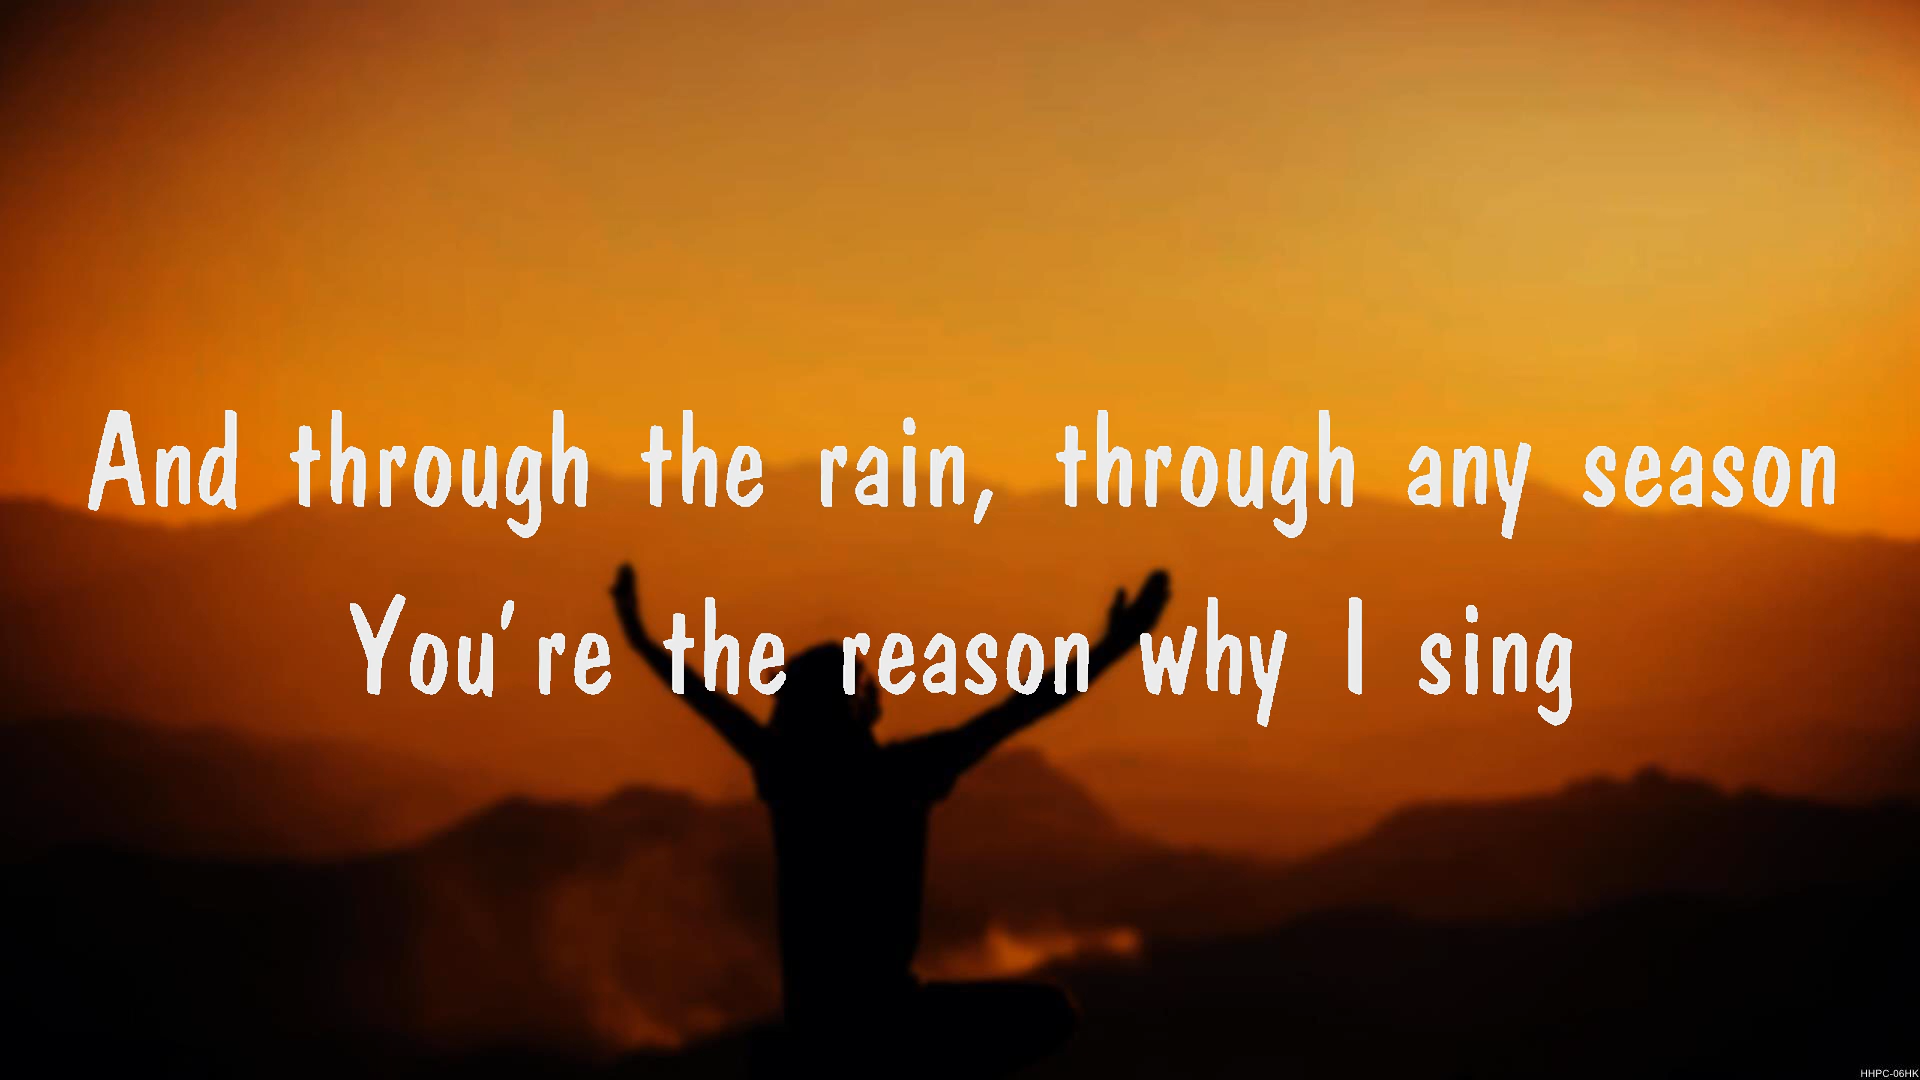 And through the rain, through any season
You're the reason why I sing
HHPC-06HK